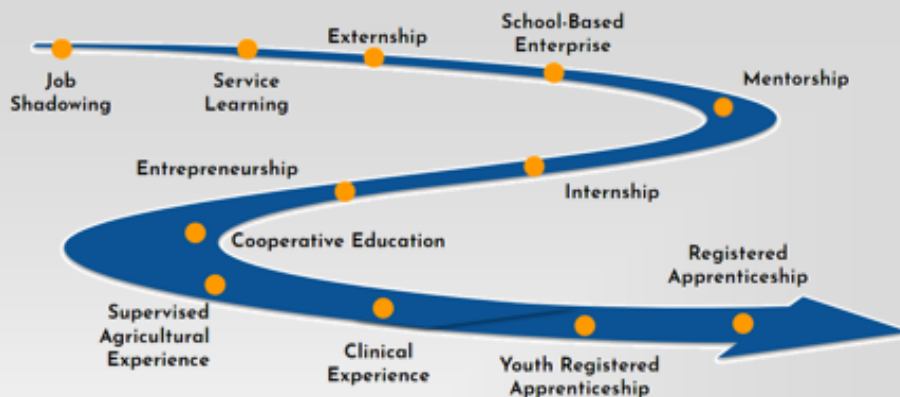 Job
Shadowing
Service
Learning
Externship
School-Based
Enterprise
Mentorship
Internship
Entrepreneurship
Cooperative Education
Supervised
Agricultural
Experience
Clinical
Experience
Youth Registered
Apprenticeship
Registered
Apprenticeship